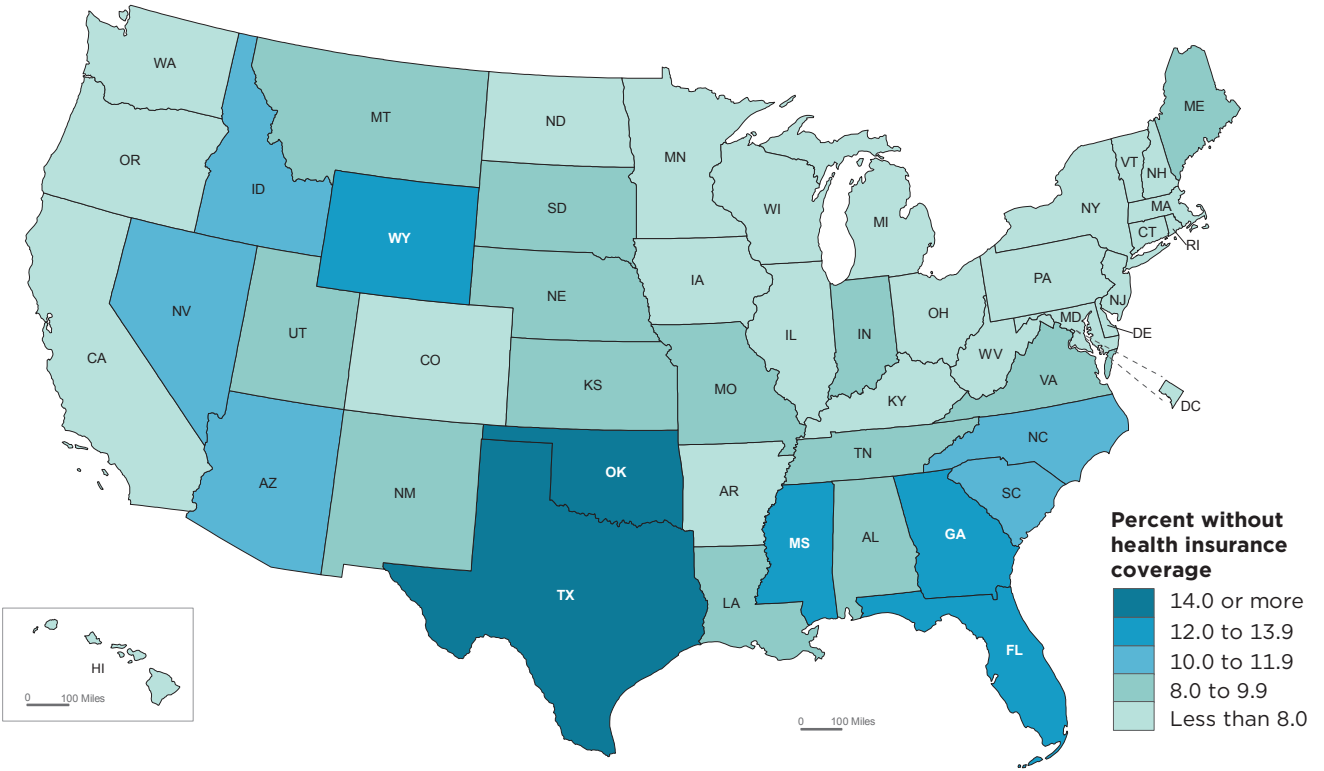 WA
MT
ND
MN
ME
OR
ID
SD
WI
MI
VT
NH
NY
MA
CT
RI
WY
NE
IA
PA
NJ
NV
UT
CO
IL
IN
OH
MD
DE
WV
VA
DC
CA
KS
MO
KY
AZ
NM
OK
AR
TN
NC
SC
MS
AL
GA
TX
LA
FL
HI
0 100 Miles
0 100 Miles
Percent without
health insurance
coverage
14.0 or more
12.0 to 13.9
10.0 to 11.9
8.0 to 9.9
Less than 8.0